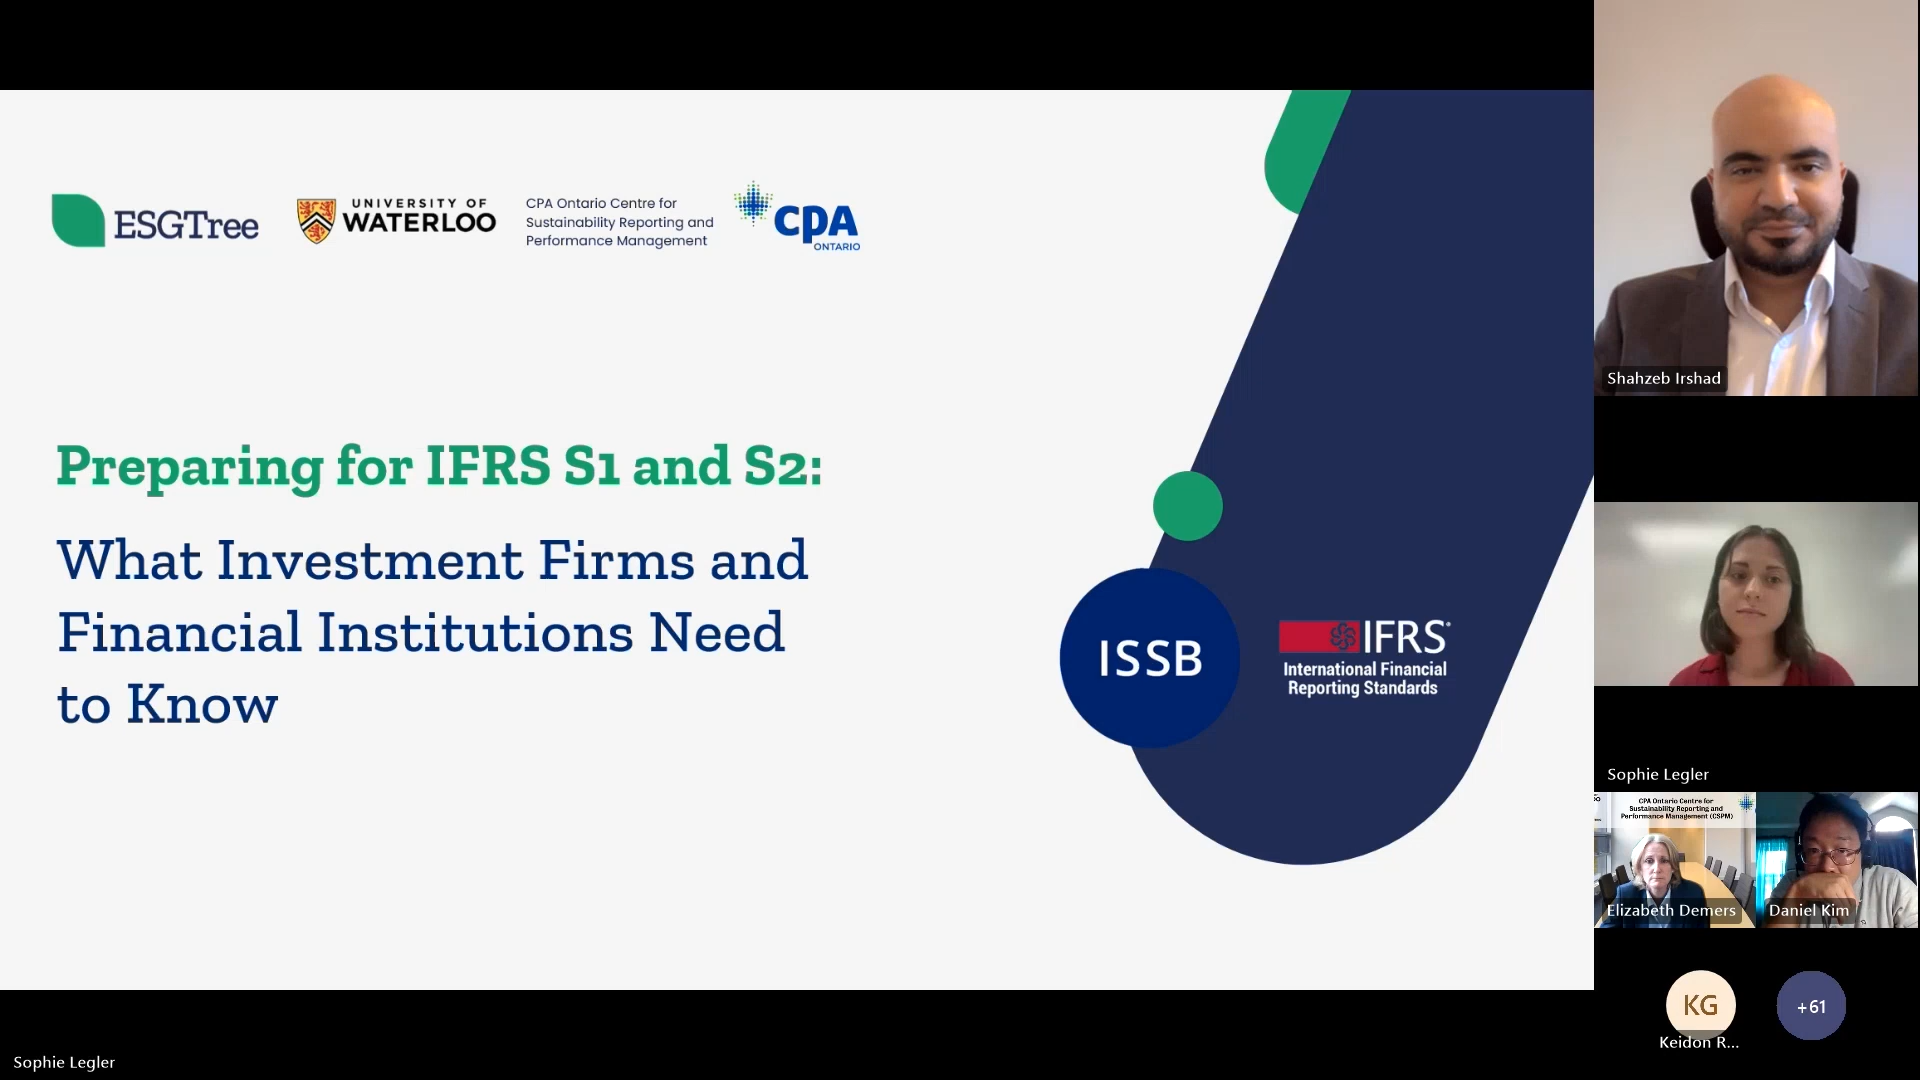 ESGTree
UNIVERSITY OF
WATERLOO
CPA Ontario Centre for
Sustainability Reporting and
Performance Management
CPA
ONTARIO
Preparing for IFRS S1 and S2:
What Investment Firms and
Financial Institutions Need
to Know
ISSB
IFRS®
International Financial
Reporting Standards
Shahzeb Irshad
Sophie Legler
CPA Ontario Centre for
Sustainability Reporting and
Performance Management (CSPM)
Elizabeth Demers
Daniel Kim
KG
Keidon R...
+61
Sophie Legler